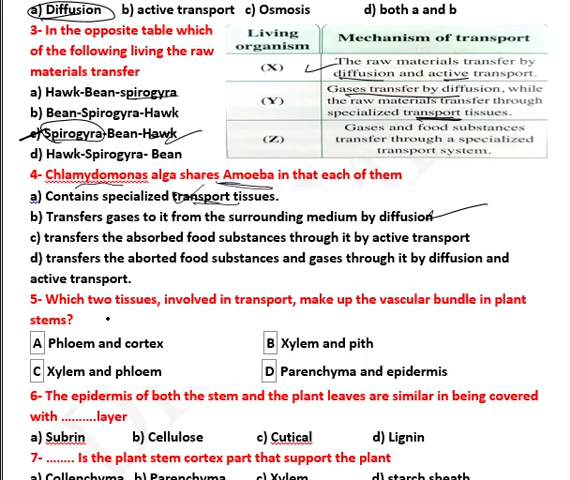 a) Diffusion b) active transport c) Osmosis d) both a and b
3- In the opposite table which
of the following living the raw
materials transfer
a) Hawk-Bean-spirogyra
b) Bean-Spirogyra-Hawk
c) Spirogyra-Bean-Hawk
d) Hawk-Spirogyra- Bean
Living organism Mechanism of transport
(X) The raw materials transfer by
diffusion and active transport.
(Y) Gases transfer by diffusion, while
the raw materials transfer through
specialized transport tissues.
(Z) Gases and food substances
transfer through a specialized
transport system.
4- Chlamydomonas alga shares Amoeba in that each of them
a) Contains specialized transport tissues.
b) Transfers gases to it from the surrounding medium by diffusion
c) transfers the absorbed food substances through it by active transport
d) transfers the aborted food substances and gases through it by diffusion and
active transport.
5- Which two tissues, involved in transport, make up the vascular bundle in plant
stems?
A Phloem and cortex B Xylem and pith
C Xylem and phloem D Parenchyma and epidermis
6- The epidermis of both the stem and the plant leaves are similar in being covered
with ..........layer
a) Subrin b) Cellulose c) Cutical d) Lignin
7- ........ Is the plant stem cortex part that support the plant
a) Collenchyma b) Parenchyma c) Xylem d) starch sheath